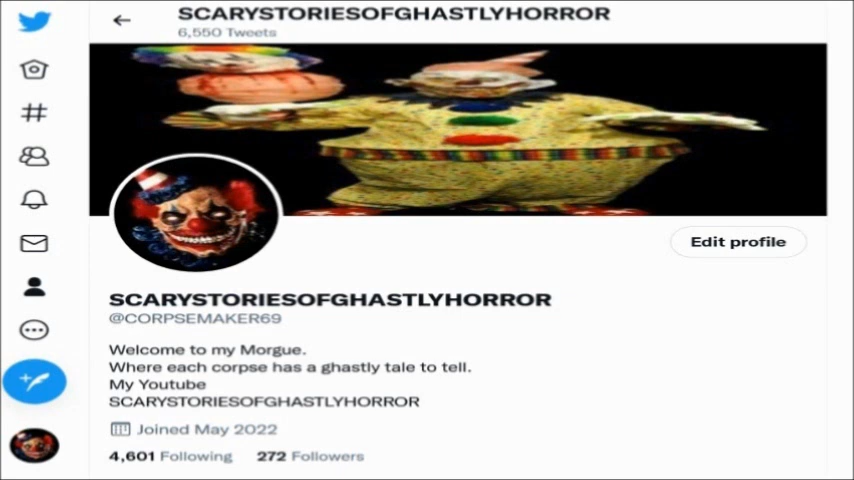 SCARYSTORIESOFGHASTLYHORROR
6,550 Tweets
Edit profile
SCARYSTORIESOFGHASTLYHORROR
@CORPSEMAKER69
Welcome to my Morgue.
Where each corpse has a ghastly tale to tell.
My Youtube
SCARYSTORIESOFGHASTLYHORROR
Joined May 2022
4,601 Following 272 Followers